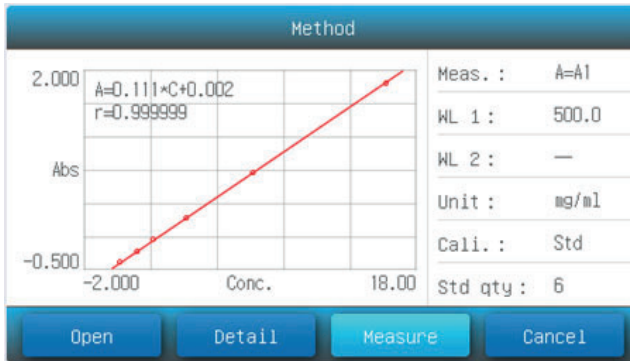 Method
2.000
A=0.111*C+0.002
r=0.999999
Abs
-0.500
-2.000 Conc. 18.00
Meas.: A=A1
WL 1: 500.0
WL 2: —
Unit: mg/ml
Cali.: Std
Std qty: 6
Open Detail Measure Cancel